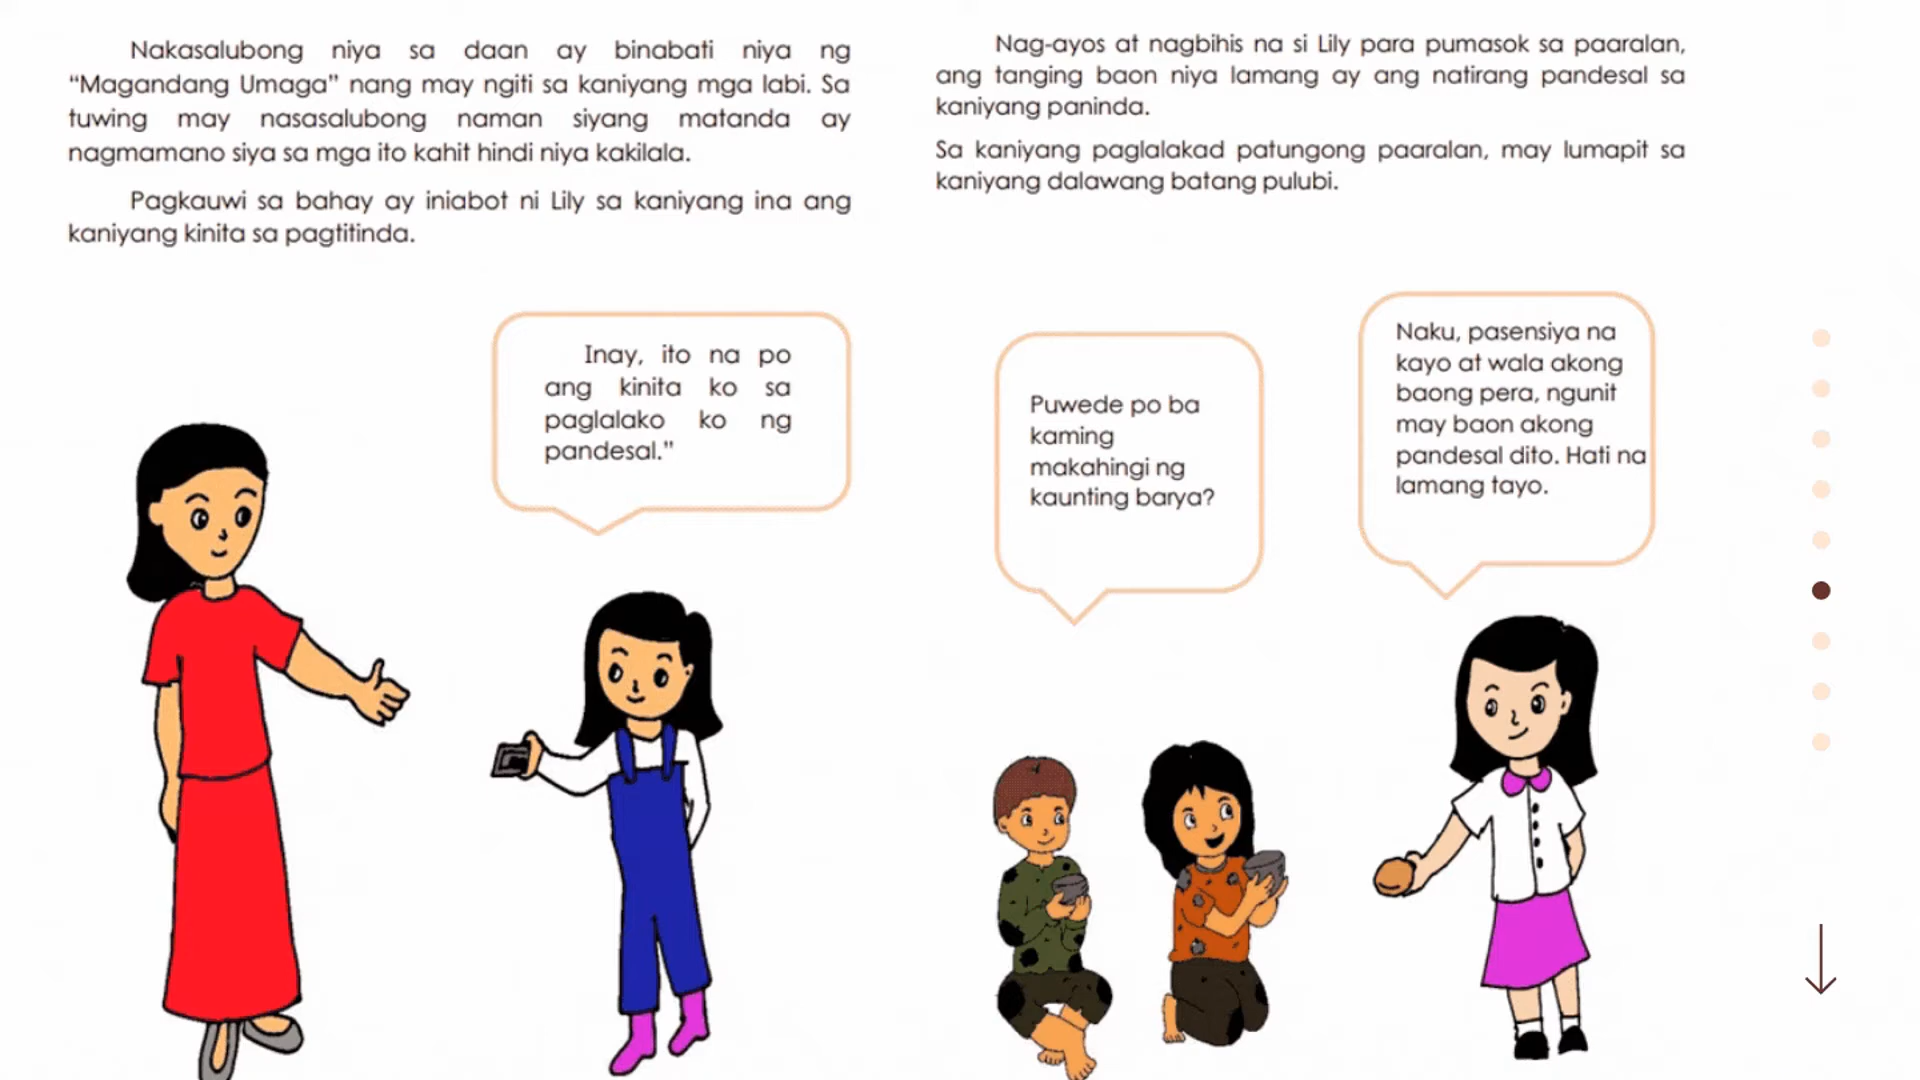 Nakasalubong niya sa daan ay binabati niya ng
“Magandang Umaga” nang may ngiti sa kaniyang mga labi. Sa
tuwing may nasasalubong naman siyang matanda ay
nagmamano siya sa mga ito kahit hindi niya kakilala.
Pagkauwi sa bahay ay iniabot ni Lily sa kaniyang ina ang
kaniyang kinita sa pagtitinda.
Inay, ito na po
ang kinita ko sa
paglalako ko ng
pandesal."
Nag-ayos at nagbihis na si Lily para pumasok sa paaralan,
ang tanging baon niya lamang ay ang natirang pandesal sa
kaniyang paninda.
Sa kaniyang paglalakad patungong paaralan, may lumapit sa
kaniyang dalawang batang pulubi.
Puwede po ba
kaming
makahingi ng
kaunting barya?
Naku, pasensiya na
kayo at wala akong
baong pera, ngunit
may baon akong
pandesal dito. Hati na
lamang tayo.